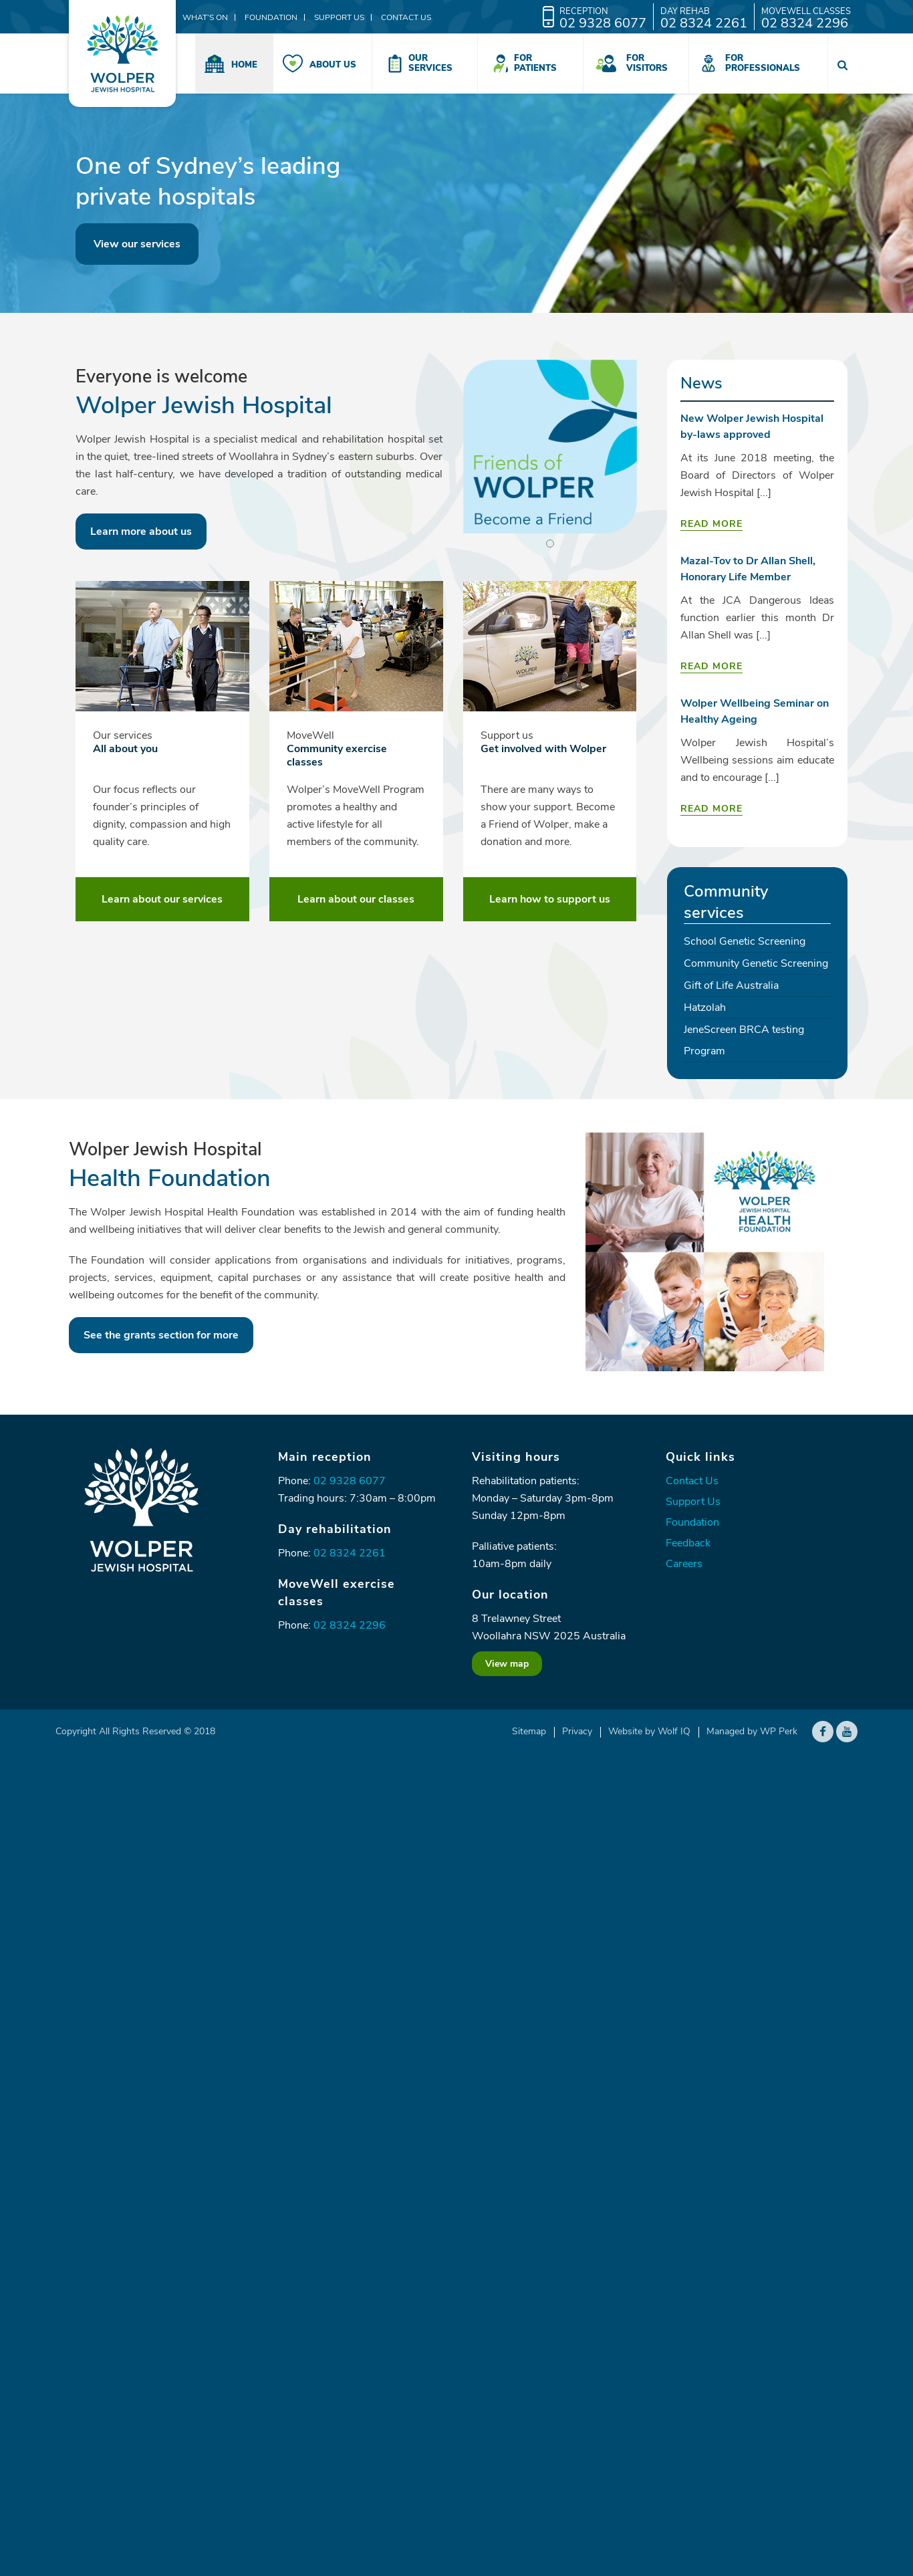 WHAT'S ON
FOUNDATION
SUPPORT US
CONTACT US
RECEPTION
02 9328 6077
DAY REHAB
02 8324 2261
MOVEWELL CLASSES
02 8324 2296
WOLPER
JEWISH HOSPITAL
HOME
ABOUT US
OUR
SERVICES
FOR
PATIENTS
FOR
VISITORS
FOR
PROFESSIONALS
One of Sydney’s leading
private hospitals
View our services
Everyone is welcome
Wolper Jewish Hospital
Wolper Jewish Hospital is a specialist medical and rehabilitation hospital set
in the quiet, tree-lined streets of Woollahra in Sydney’s eastern suburbs. Over
the last half-century, we have developed a tradition of outstanding medical
care.
Learn more about us
Friends of
WOLPER
Become a Friend
Our services
All about you
Our focus reflects our
founder’s principles of
dignity, compassion and high
quality care.
Learn about our services
MoveWell
Community exercise
classes
Wolper’s MoveWell Program
promotes a healthy and
active lifestyle for all
members of the community.
Learn about our classes
WOLPER
Support us
Get involved with Wolper
There are many ways to
show your support. Become
a Friend of Wolper, make a
donation and more.
Learn how to support us
News
New Wolper Jewish Hospital
by-laws approved
At its June 2018 meeting, the
Board of Directors of Wolper
Jewish Hospital [...]
READ MORE
Mazal-Tov to Dr Allan Shell,
Honorary Life Member
At the JCA Dangerous Ideas
function earlier this month Dr
Allan Shell was [...]
READ MORE
Wolper Wellbeing Seminar on
Healthy Ageing
Wolper Jewish Hospital’s
Wellbeing sessions aim educate
and to encourage [...]
READ MORE
Community
services
School Genetic Screening
Community Genetic Screening
Gift of Life Australia
Hatzolah
JeneScreen BRCA testing
Program
Wolper Jewish Hospital
Health Foundation
The Wolper Jewish Hospital Health Foundation was established in 2014 with the aim of funding health
and wellbeing initiatives that will deliver clear benefits to the Jewish and general community.
The Foundation will consider applications from organisations and individuals for initiatives, programs,
projects, services, equipment, capital purchases or any assistance that will create positive health and
wellbeing outcomes for the benefit of the community.
See the grants section for more
WOLPER
JEWISH HOSPITAL
HEALTH
FOUNDATION
WOLPER
JEWISH HOSPITAL
Main reception
Phone: 02 9328 6077
Trading hours: 7:30am – 8:00pm
Day rehabilitation
Phone: 02 8324 2261
MoveWell exercise
classes
Phone: 02 8324 2296
Visiting hours
Rehabilitation patients:
Monday – Saturday 3pm-8pm
Sunday 12pm-8pm
Palliative patients:
10am-8pm daily
Our location
8 Trelawney Street
Woollahra NSW 2025 Australia
View map
Quick links
Contact Us
Support Us
Foundation
Feedback
Careers
Copyright All Rights Reserved © 2018
Sitemap
Privacy
Website by Wolf IQ
Managed by WP Perk